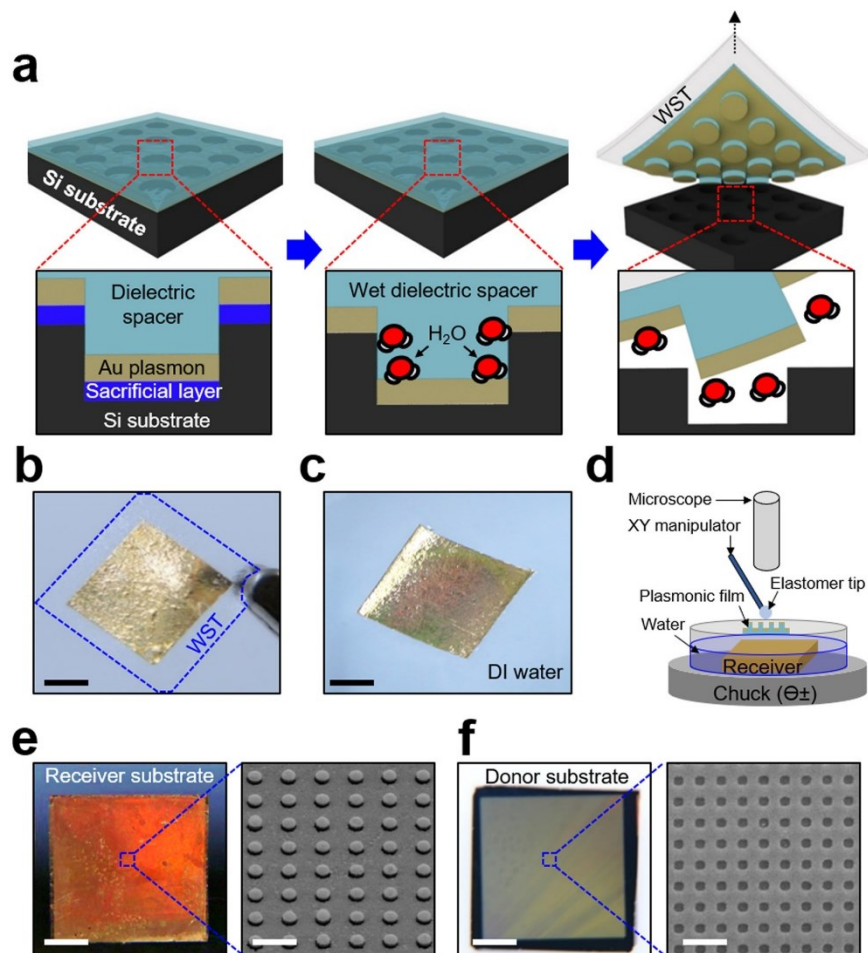 a
Si substrate
WST
Dielectric
spacer
Au plasmon
Sacrificial layer
Si substrate
Wet dielectric spacer
H₂O
b
WST
c
DI water
d
Microscope
XY manipulator
Elastomer tip
Plasmonic film
Water
Receiver
Chuck (Ө±)
e
Receiver substrate
f
Donor substrate